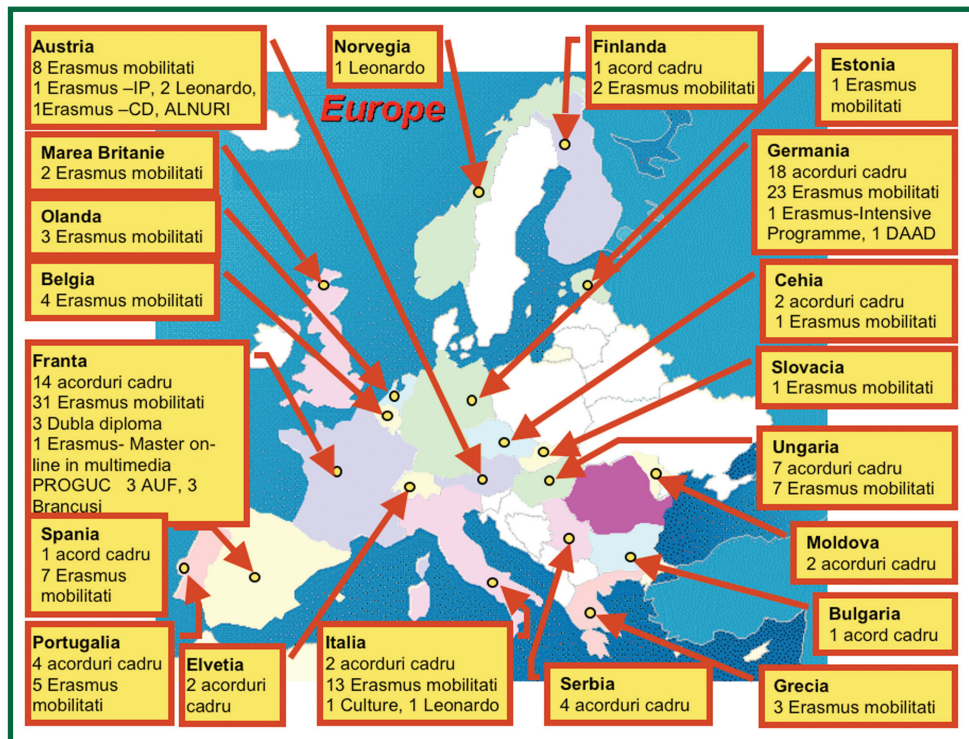 Austria
8 Erasmus mobilitati
1 Erasmus –IP, 2 Leonardo,
1Erasmus –CD, ALNURI
Norvegia
1 Leonardo
Finlanda
1 acord cadru
2 Erasmus mobilitati
Estonia
1 Erasmus
mobilitati
Europe
Marea Britanie
2 Erasmus mobilitati
Germania
18 acorduri cadru
23 Erasmus mobilitati
1 Erasmus-Intensive
Programme, 1 DAAD
Olanda
3 Erasmus mobilitati
Belgia
4 Erasmus mobilitati
Cehia
2 acorduri cadru
1 Erasmus mobilitati
Franta
14 acorduri cadru
31 Erasmus mobilitati
3 Dubla diploma
1 Erasmus- Master on-
line in multimedia
PROGUC 3 AUF, 3
Brancusi
Slovacia
1 Erasmus mobilitati
Ungaria
7 acorduri cadru
7 Erasmus mobilitati
Spania
1 acord cadru
7 Erasmus
mobilitati
Moldova
2 acorduri cadru
Bulgaria
1 acord cadru
Portugalia
4 acorduri cadru
5 Erasmus
mobilitati
Elvetia
2 acorduri
cadru
Italia
2 acorduri cadru
13 Erasmus mobilitati
1 Culture, 1 Leonardo
Serbia
4 acorduri cadru
Grecia
3 Erasmus mobilitati